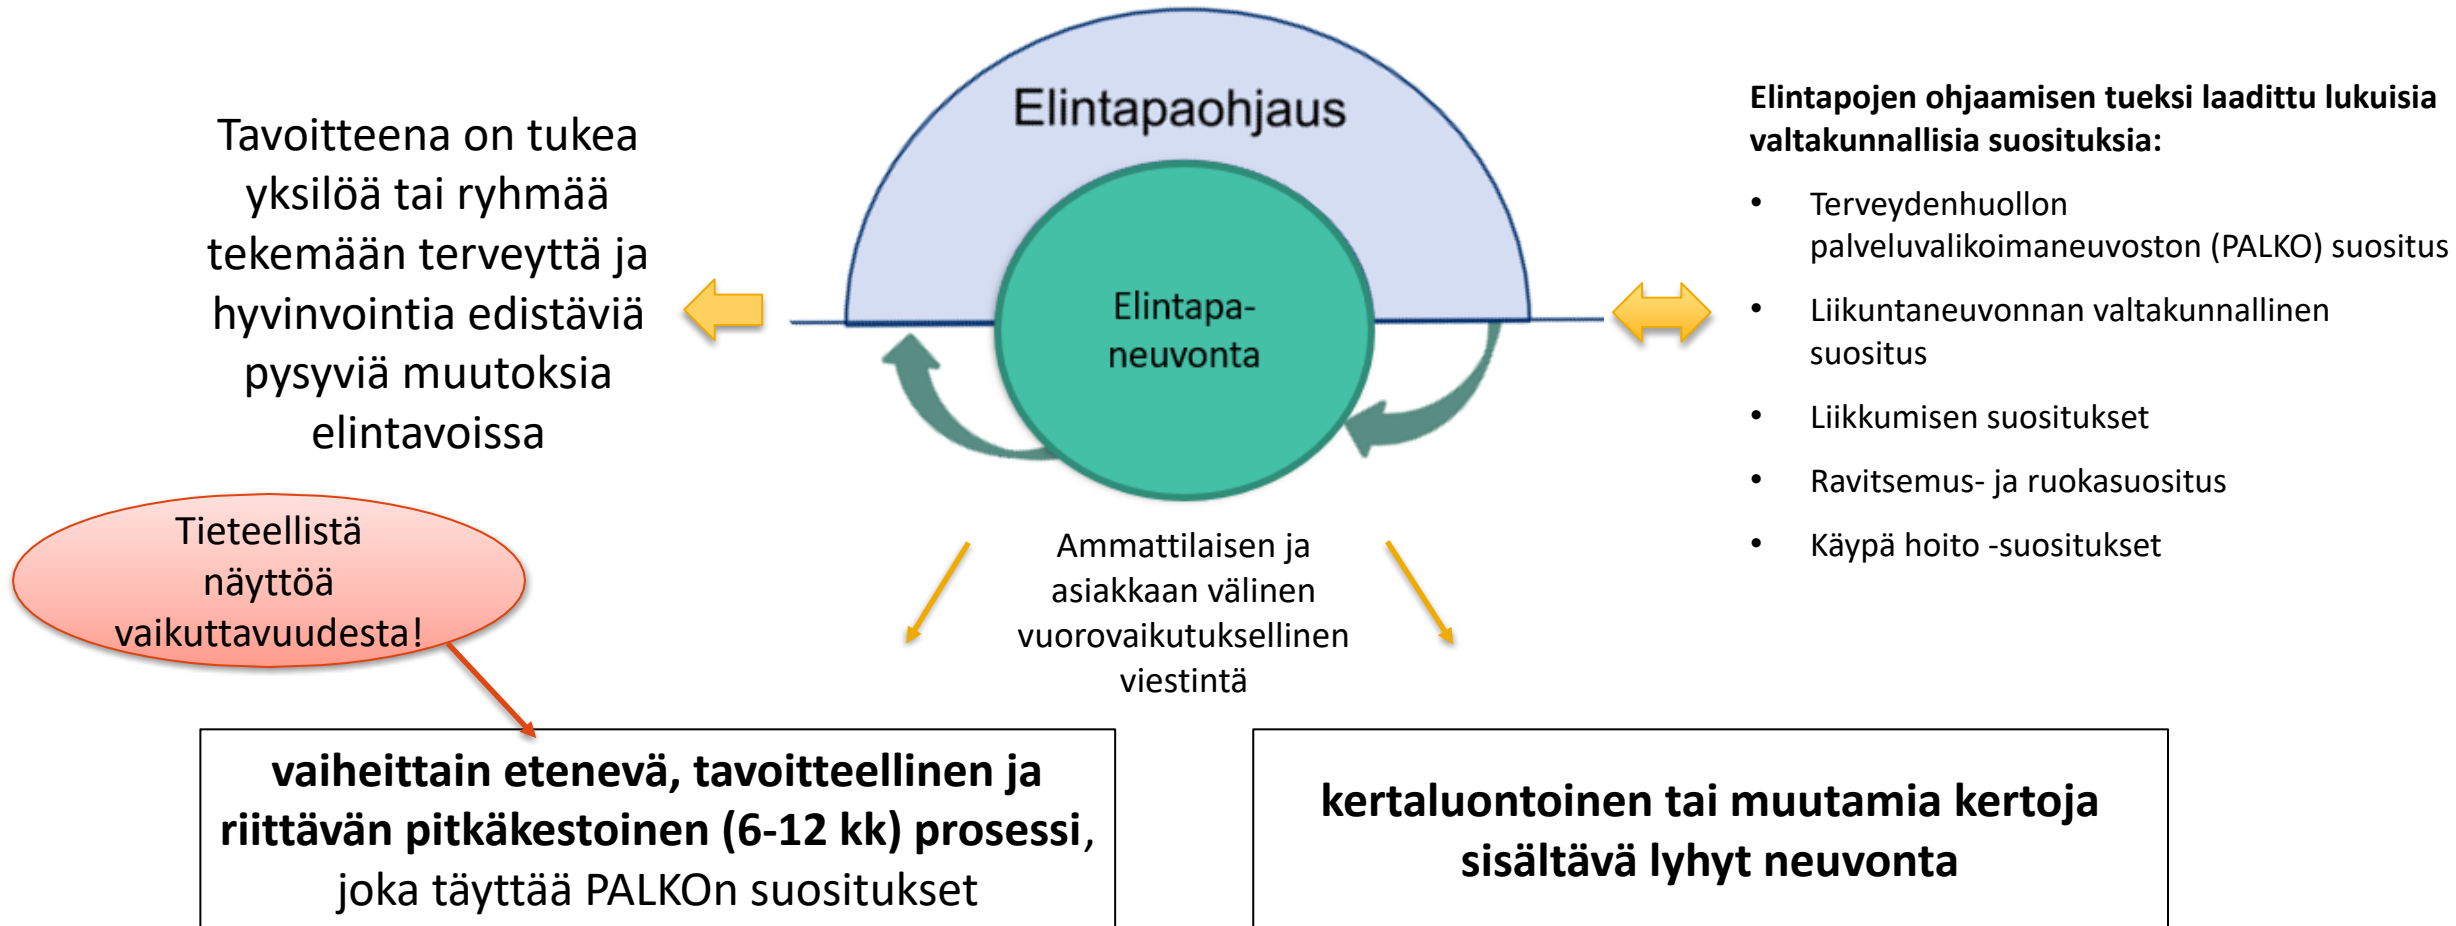 Elintapaohjaus
Elintapa-
neuvonta
Tavoitteena on tukea
yksilöä tai ryhmää
tekemään terveyttä ja
hyvinvointia edistäviä
pysyviä muutoksia
elintavoissa
Elintapojen ohjaamisen tueksi laadittu lukuisia
valtakunnallisia suosituksia:
• Terveydenhuollon
palveluvalikoimaneuvoston (PALKO) suositus
• Liikuntaneuvonnan valtakunnallinen
suositus
• Liikkumisen suositukset
• Ravitsemus- ja ruokasuositus
• Käypä hoito -suositukset
Tieteellistä
näyttöä
vaikuttavuudesta!
Ammattilaisen ja
asiakkaan välinen
vuorovaikutuksellinen
viestintä
vaiheittain etenevä, tavoitteellinen ja
riittävän pitkäkestoinen (6-12 kk) prosessi,
joka täyttää PALKOn suositukset
kertaluontoinen tai muutamia kertoja
sisältävä lyhyt neuvonta